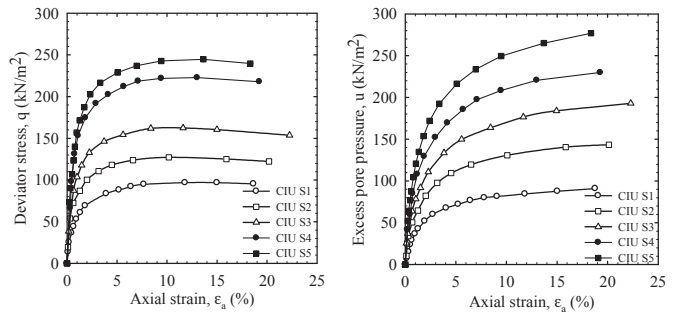 300
250
200
150
100
50
0
Deviator stress, q (kN/m²)
CIU S1
CIU S2
CIU S3
CIU S4
CIU S5
0 5 10 15 20 25
Axial strain, εₐ (%)
300
250
200
150
100
50
0
Excess pore pressure, u (kN/m²)
CIU S1
CIU S2
CIU S3
CIU S4
CIU S5
0 5 10 15 20 25
Axial strain, εₐ (%)